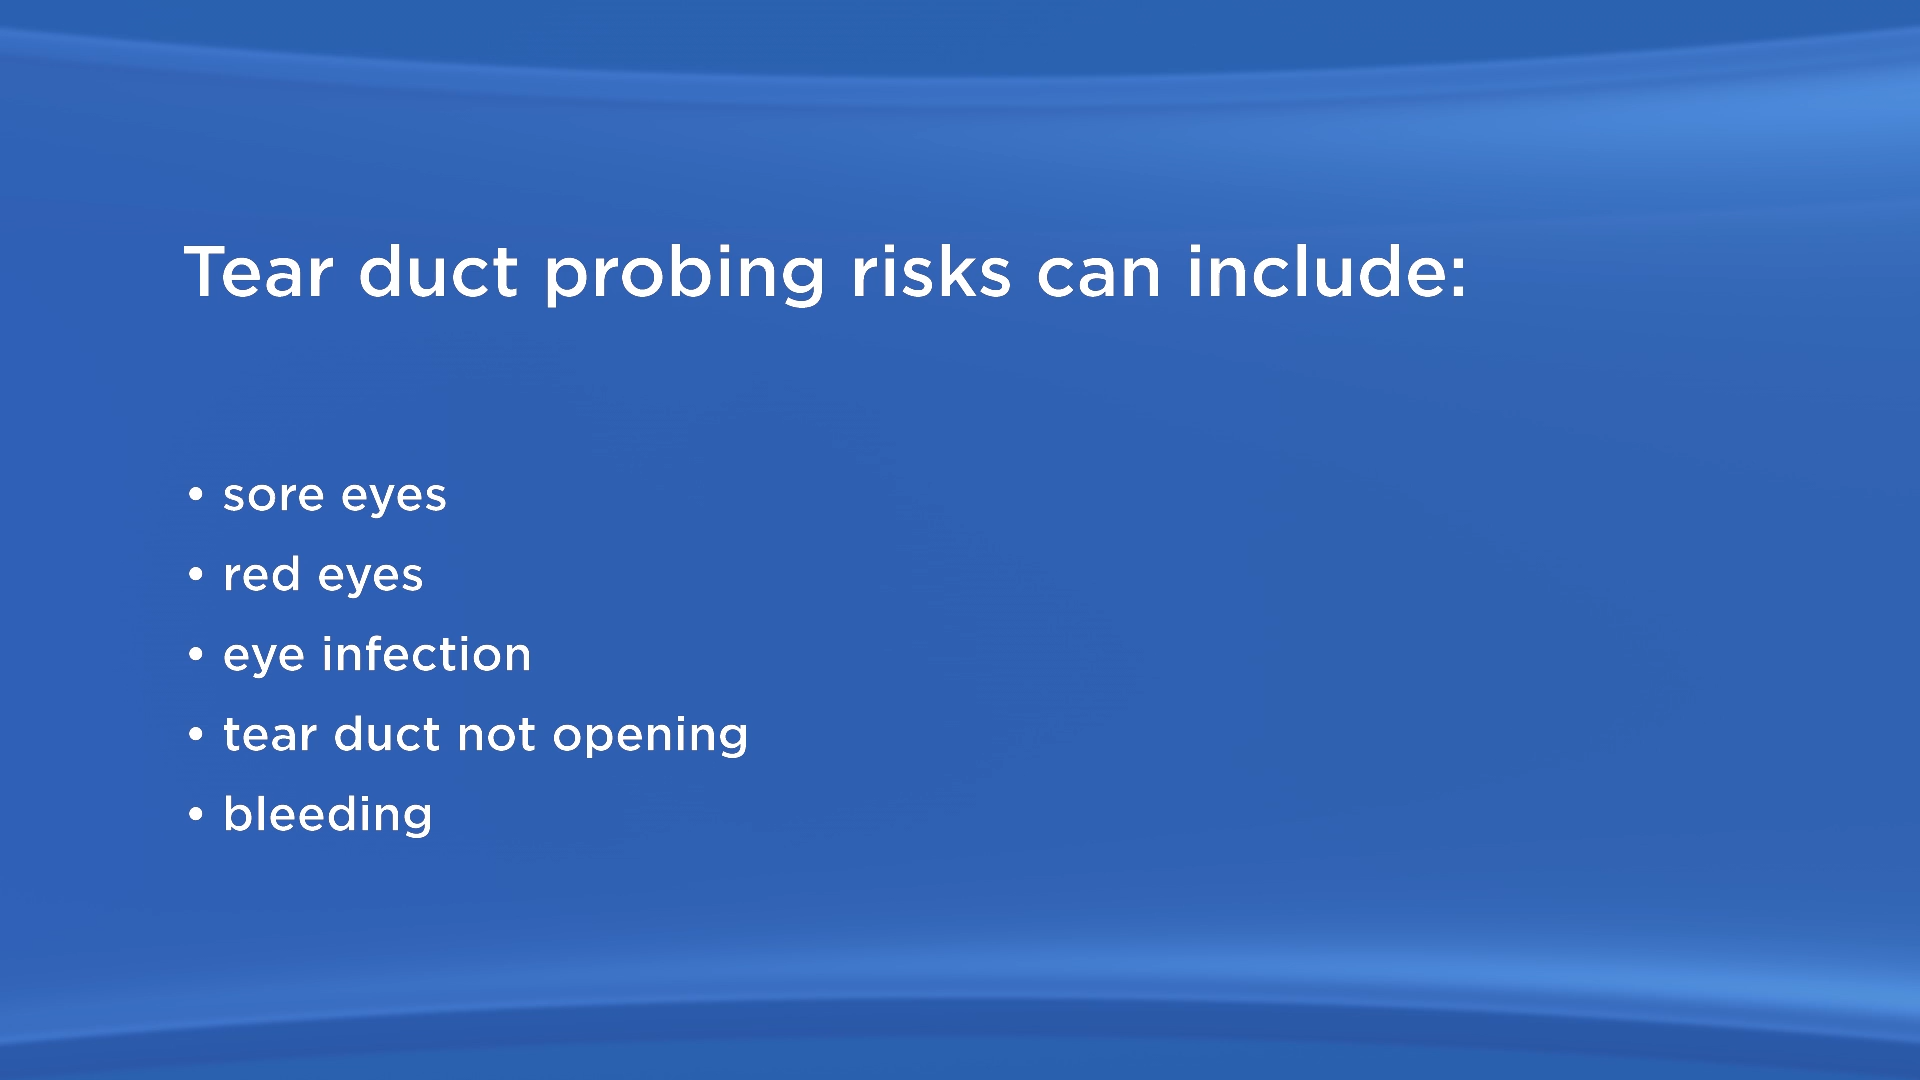 Tear duct probing risks can include:
• sore eyes
• red eyes
• eye infection
• tear duct not opening
• bleeding